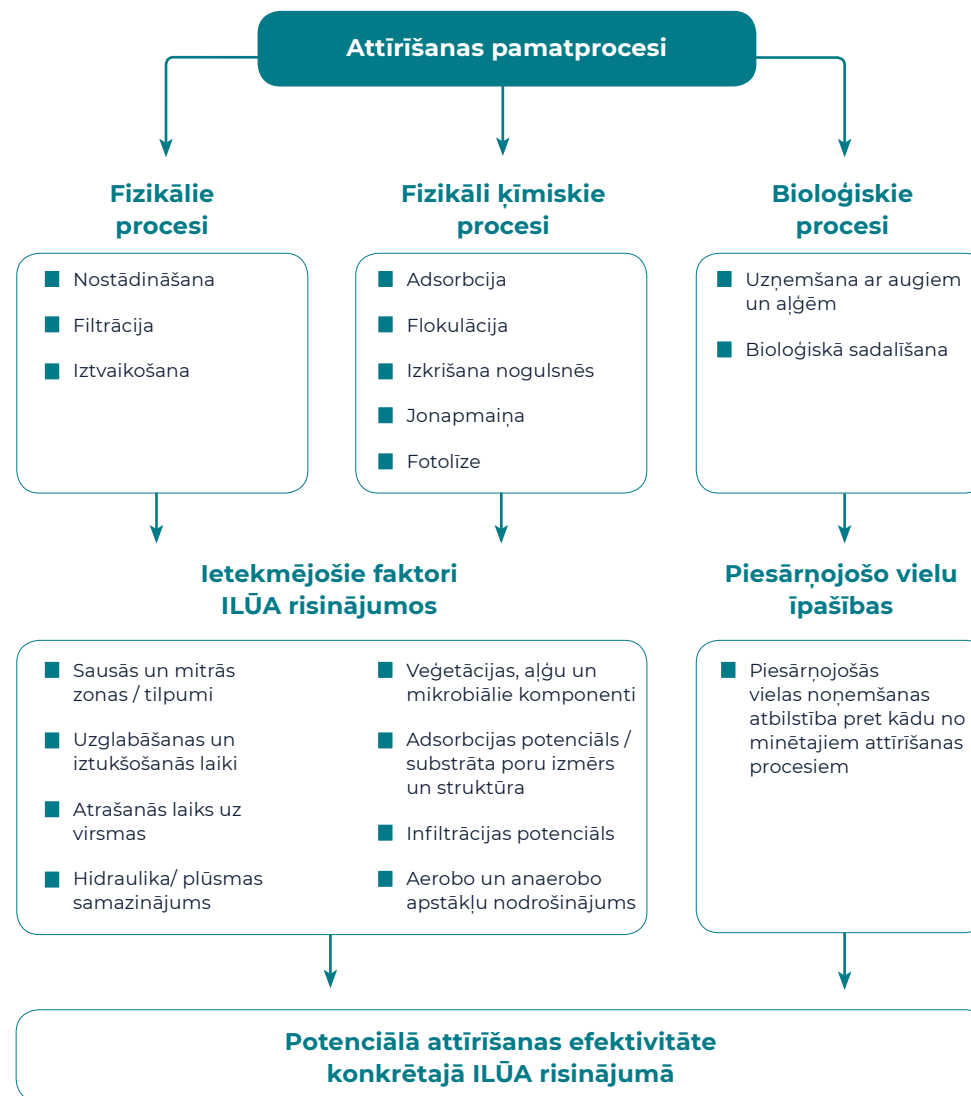 Attīrīšanas pamatprocesi
Fizikālie
procesi
Nostādināšana
Filtrācija
Iztvaikošana
Fizikāli ķīmiskie
procesi
Adsorbcija
Flokulācija
Izkrišana nogulsnēs
Jonapmaiņa
Fotolīze
Bioloģiskie
procesi
Uzņemšana ar augiem
un aļģēm
Bioloģiskā sadalīšana
Ietekmējošie faktori
ILŪA risinājumos
Sausās un mitrās
zonas / tilpumi
Uzglabāšanas un
iztukšošanās laiki
Atrašanās laiks uz
virsmas
Hidraulika/ plūsmas
samazinājums
Veģetācijas, aļģu un
mikrobiālie komponenti
Adsorbcijas potenciāls /
substrāta poru izmērs
un struktūra
Infiltrācijas potenciāls
Aerobo un anaerobo
apstākļu nodrošinājums
Piesārņojošo vielu
īpašības
Piesārņojošās
vielas noņemšanas
atbilstība pret kādu no
minētajiem attīrīšanas
procesiem
Potenciālā attīrīšanas efektivitāte
konkrētajā ILŪA risinājumā